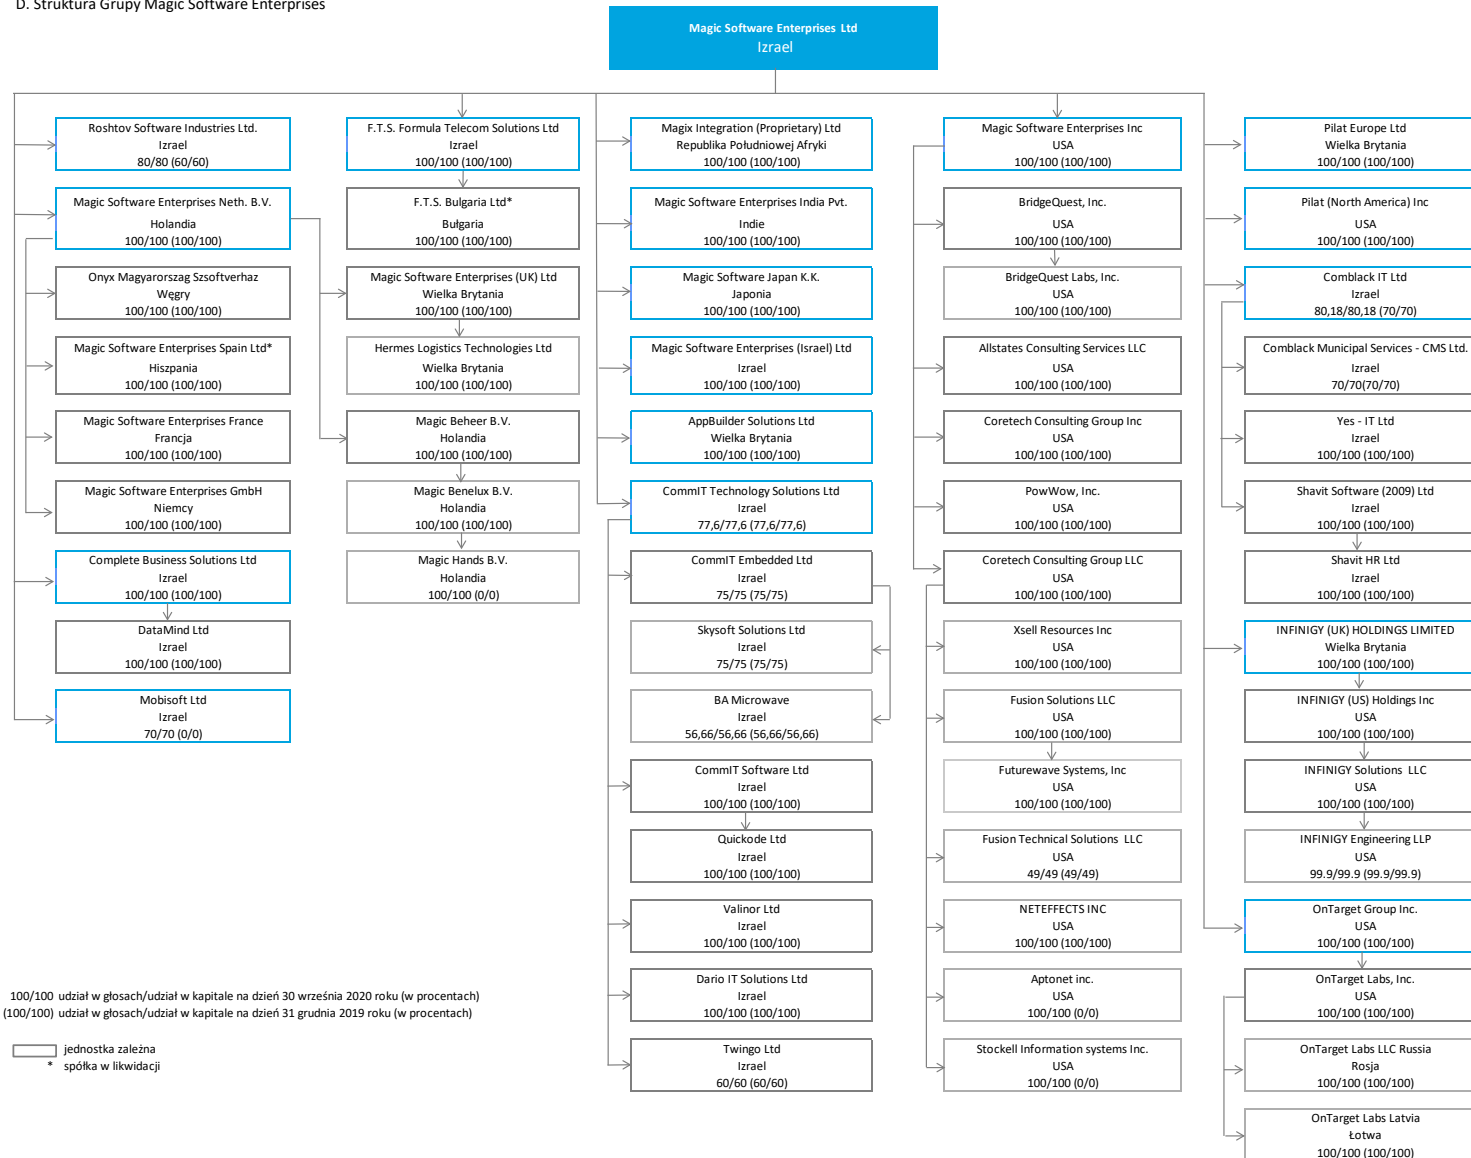 D. Struktura Grupy Magic Software Enterprises
Magic Software Enterprises Ltd
Izrael
Roshtov Software Industries Ltd.
Izrael
80/80 (60/60)
Magic Software Enterprises Neth. B.V.
Holandia
100/100 (100/100)
Onyx Magyarorszag Szsoftverhaz
Węgry
100/100 (100/100)
Magic Software Enterprises Spain Ltd*
Hiszpania
100/100 (100/100)
Magic Software Enterprises France
Francja
100/100 (100/100)
Magic Software Enterprises GmbH
Niemcy
100/100 (100/100)
Complete Business Solutions Ltd
Izrael
100/100 (100/100)
DataMind Ltd
Izrael
100/100 (100/100)
Mobisoft Ltd
Izrael
70/70 (0/0)
F.T.S. Formula Telecom Solutions Ltd
Izrael
100/100 (100/100)
F.T.S. Bulgaria Ltd*
Bułgaria
100/100 (100/100)
Magic Software Enterprises (UK) Ltd
Wielka Brytania
100/100 (100/100)
Hermes Logistics Technologies Ltd
Wielka Brytania
100/100 (100/100)
Magic Beheer B.V.
Holandia
100/100 (100/100)
Magic Benelux B.V.
Holandia
100/100 (100/100)
Magic Hands B.V.
Holandia
100/100 (0/0)
Magix Integration (Proprietary) Ltd
Republika Południowej Afryki
100/100 (100/100)
Magic Software Enterprises India Pvt.
Indie
100/100 (100/100)
Magic Software Japan K.K.
Japonia
100/100 (100/100)
Magic Software Enterprises (Israel) Ltd
Izrael
100/100 (100/100)
AppBuilder Solutions Ltd
Wielka Brytania
100/100 (100/100)
CommIT Technology Solutions Ltd
Izrael
77,6/77,6 (77,6/77,6)
CommIT Embedded Ltd
Izrael
75/75 (75/75)
Skysoft Solutions Ltd
Izrael
75/75 (75/75)
BA Microwave
Izrael
56,66/56,66 (56,66/56,66)
CommIT Software Ltd
Izrael
100/100 (100/100)
Quickode Ltd
Izrael
100/100 (100/100)
Valinor Ltd
Izrael
100/100 (100/100)
Dario IT Solutions Ltd
Izrael
100/100 (100/100)
Twingo Ltd
Izrael
60/60 (60/60)
Magic Software Enterprises Inc
USA
100/100 (100/100)
BridgeQuest, Inc.
USA
100/100 (100/100)
BridgeQuest Labs, Inc.
USA
100/100 (100/100)
Allstates Consulting Services LLC
USA
100/100 (100/100)
Coretech Consulting Group Inc
USA
100/100 (100/100)
PowWow, Inc.
USA
100/100 (100/100)
Coretech Consulting Group LLC
USA
100/100 (100/100)
Xsell Resources Inc
USA
100/100 (100/100)
Fusion Solutions LLC
USA
100/100 (100/100)
Futurewave Systems, Inc
USA
100/100 (100/100)
Fusion Technical Solutions LLC
USA
49/49 (49/49)
NETEFFECTS INC
USA
100/100 (100/100)
Aptonet inc.
USA
100/100 (0/0)
Stockell Information systems Inc.
USA
100/100 (0/0)
Pilat Europe Ltd
Wielka Brytania
100/100 (100/100)
Pilat (North America) Inc
USA
100/100 (100/100)
Comblack IT Ltd
Izrael
80,18/80,18 (70/70)
Comblack Municipal Services - CMS Ltd.
Izrael
70/70(70/70)
Yes - IT Ltd
Izrael
100/100 (100/100)
Shavit Software (2009) Ltd
Izrael
100/100 (100/100)
Shavit HR Ltd
Izrael
100/100 (100/100)
INFINIGY (UK) HOLDINGS LIMITED
Wielka Brytania
100/100 (100/100)
INFINIGY (US) Holdings Inc
USA
100/100 (100/100)
INFINIGY Solutions LLC
USA
100/100 (100/100)
INFINIGY Engineering LLP
USA
99.9/99.9 (99.9/99.9)
OnTarget Group Inc.
USA
100/100 (100/100)
OnTarget Labs, Inc.
USA
100/100 (100/100)
OnTarget Labs LLC Russia
Rosja
100/100 (100/100)
OnTarget Labs Latvia
Łotwa
100/100 (100/100)
100/100 udział w głosach/udział w kapitale na dzień 30 września 2020 roku (w procentach)
(100/100) udział w głosach/udział w kapitale na dzień 31 grudnia 2019 roku (w procentach)
jednostka zależna
* spółka w likwidacji